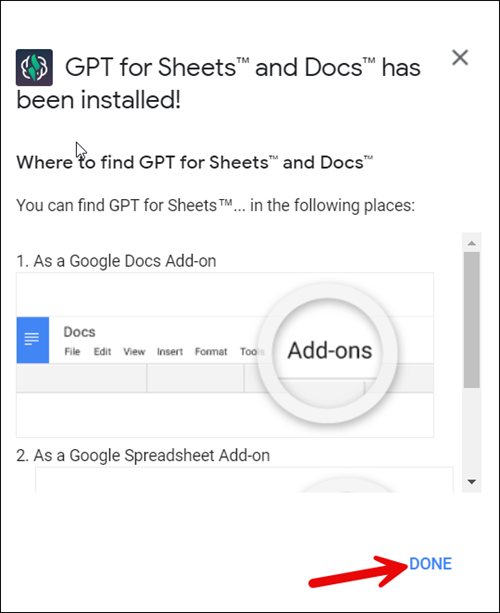 GPT for Sheets™ and Docs™ has
been installed!
Where to find GPT for Sheets™ and Docs™
You can find GPT for Sheets™... in the following places:
1. As a Google Docs Add-on
Docs
File Edit View Insert Format Tools
Add-ons
2. As a Google Spreadsheet Add-on
DONE